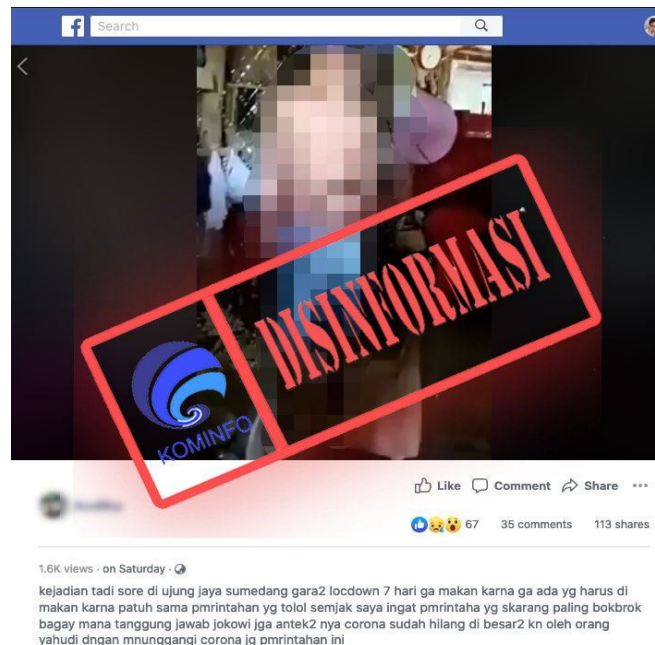 Search
DISINFORMASI
KOMINFO
Like Comment Share
67 35 comments 113 shares
1.6K views · on Saturday ·
kejadian tadi sore di ujung jaya sumedang gara2 locdown 7 hari ga makan karna ga ada yg harus di
makan karna patuh sama pmrintahan yg tolol semjak saya ingat pmrintaha yg skarang paling bokbrok
bagay mana tanggung jawab jokowi jga antek2 nya corona sudah hilang di besar2 kn oleh orang
yahudi dngan mnunggangi corona jg pmrintahan ini